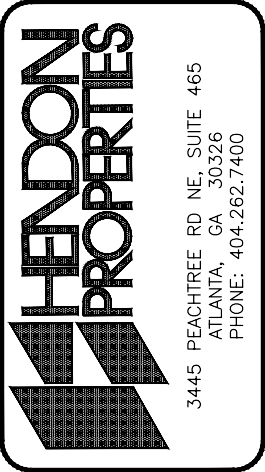 HENDON
PROPERTIES
3445 PEACHTREE RD NE, SUITE 465
ATLANTA, GA 30326
PHONE: 404.262.7400